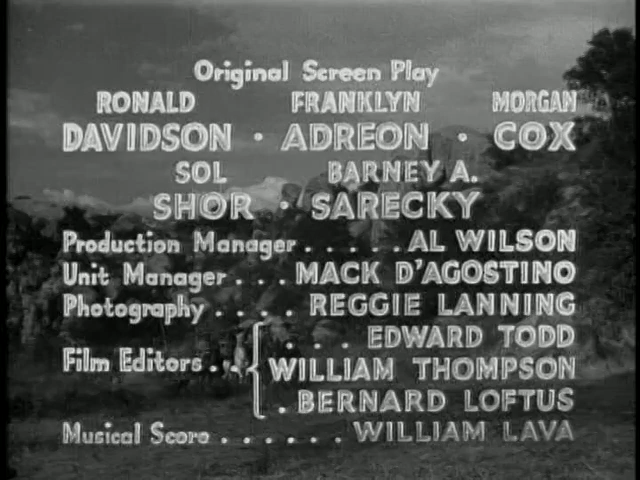 Original Screen Play
RONALD FRANKLYN MORGAN
DAVIDSON · ADREON · COX
SOL BARNEY A.
SHOR · SARECKY
Production Manager . . . . . AL WILSON
Unit Manager . . . MACK D'AGOSTINO
Photography . . . . . REGGIE LANNING
. . . EDWARD TODD
Film Editors . . . { WILLIAM THOMPSON
. BERNARD LOFTUS
Musical Score . . . . . . . WILLIAM LAVA